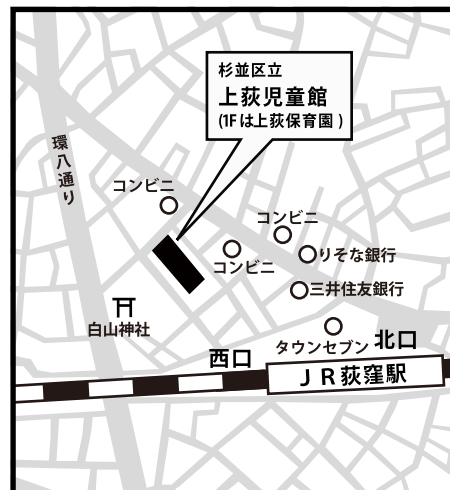 杉並区立
上荻児童館
(1Fは上荻保育園)
環八通り
コンビニ
コンビニ
コンビニ
りそな銀行
三井住友銀行
白山神社
タウンセブン
北口
西口
JR荻窪駅